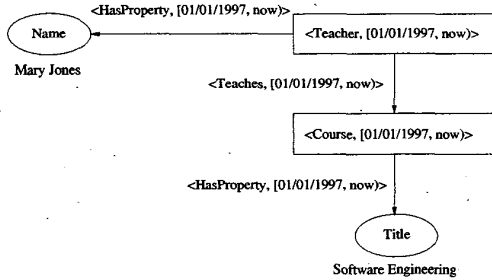 <HasProperty, [01/01/1997, now)>
Name
<Teacher, [01/01/1997, now)>
Mary Jones
<Teaches, [01/01/1997, now)>
<Course, [01/01/1997, now)>
<HasProperty, [01/01/1997, now)>
Title
Software Engineering